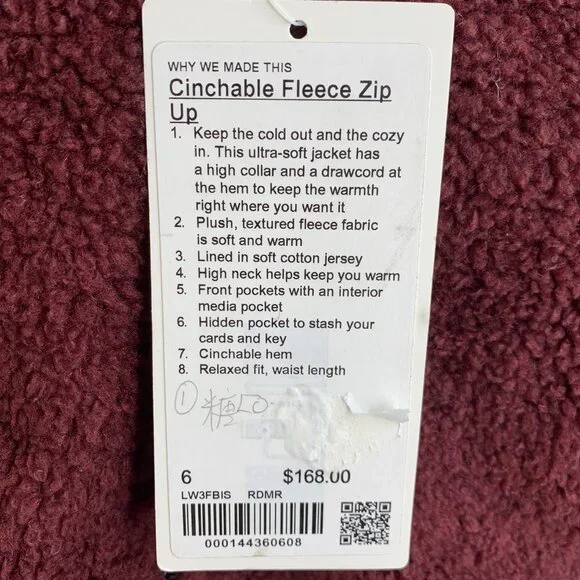 WHY WE MADE THIS
Cinchable Fleece Zip
Up
1. Keep the cold out and the cozy
in. This ultra-soft jacket has
a high collar and a drawcord at
the hem to keep the warmth
right where you want it
2. Plush, textured fleece fabric
is soft and warm
3. Lined in soft cotton jersey
4. High neck helps keep you warm
5. Front pockets with an interior
media pocket
6. Hidden pocket to stash your
cards and key
7. Cinchable hem
8. Relaxed fit, waist length
①
6 $168.00
LW3FBIS RDMR
000144360608